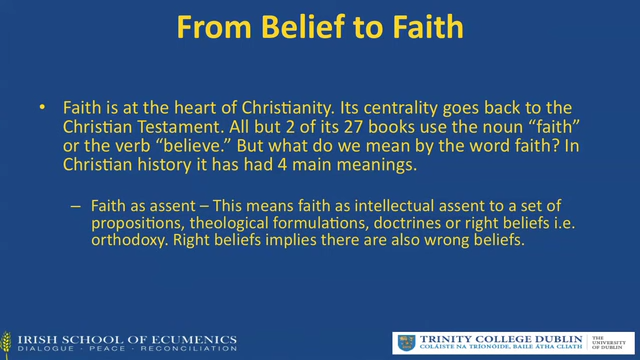 From Belief to Faith
• Faith is at the heart of Christianity. Its centrality goes back to the
Christian Testament. All but 2 of its 27 books use the noun “faith”
or the verb “believe.” But what do we mean by the word faith? In
Christian history it has had 4 main meanings.
– Faith as assent – This means faith as intellectual assent to a set of
propositions, theological formulations, doctrines or right beliefs i.e.
orthodoxy. Right beliefs implies there are also wrong beliefs.
IRISH SCHOOL OF ECUMENICS
DIALOGUE - PEACE - RECONCILIATION
TRINITY COLLEGE DUBLIN
COLÁISTE NA TRÍONÓIDE, BAILE ÁTHA CLIATH
THE
UNIVERSITY
OF DUBLIN